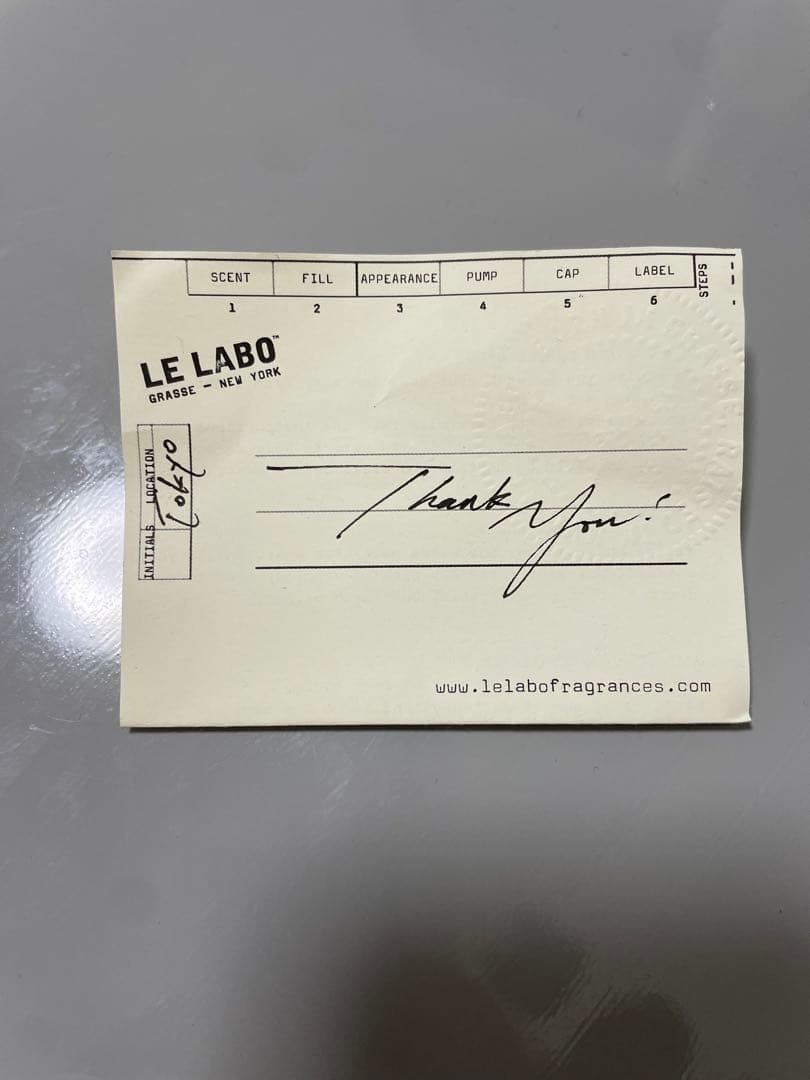 SCENT FILL APPEARANCE PUMP CAP LABEL STEPS
1 2 3 4 5 6
LE LABO™
GRASSE – NEW YORK
INITIALS LOCATION
Tokyo
Thank You!
www.lelabofragrances.com